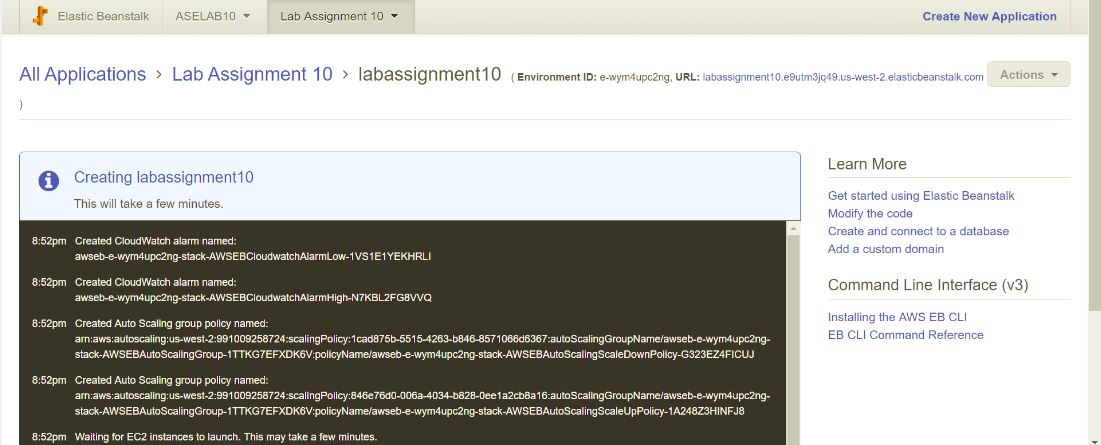 Elastic Beanstalk ASELAB10 Lab Assignment 10 Create New Application
All Applications > Lab Assignment 10 > labassignment10 ( Environment ID: e-wym4upc2ng, URL: labassignment10.e9utm3jq49.us-west-2.elasticbeanstalk.com Actions
)
Creating labassignment10
This will take a few minutes.
8:52pm Created CloudWatch alarm named:
awseb-e-wym4upc2ng-stack-AWSEBCloudwatchAlarmLow-1VS1E1YEKHRLI
8:52pm Created CloudWatch alarm named:
awseb-e-wym4upc2ng-stack-AWSEBCloudwatchAlarmHigh-N7KBL2FG8VVQ
8:52pm Created Auto Scaling group policy named:
arn:aws:autoscaling:us-west-2:991009258724:scalingPolicy:1cad875b-5515-4263-b846-8571066d6367:autoScalingGroupName/awseb-e-wym4upc2ng-
stack-AWSEBAutoScalingGroup-1TTKG7EFXDK6V:policyName/awseb-e-wym4upc2ng-stack-AWSEBAutoScalingScaleDownPolicy-G323EZ4FICUJ
8:52pm Created Auto Scaling group policy named:
arn:aws:autoscaling:us-west-2:991009258724:scalingPolicy:846e76d0-006a-4034-b828-0ee1a2cb8a16:autoScalingGroupName/awseb-e-wym4upc2ng-
stack-AWSEBAutoScalingGroup-1TTKG7EFXDK6V:policyName/awseb-e-wym4upc2ng-stack-AWSEBAutoScalingScaleUpPolicy-1A248Z3HINFJ8
8:52pm Waiting for EC2 instances to launch. This may take a few minutes.
Learn More
Get started using Elastic Beanstalk
Modify the code
Create and connect to a database
Add a custom domain
Command Line Interface (v3)
Installing the AWS EB CLI
EB CLI Command Reference